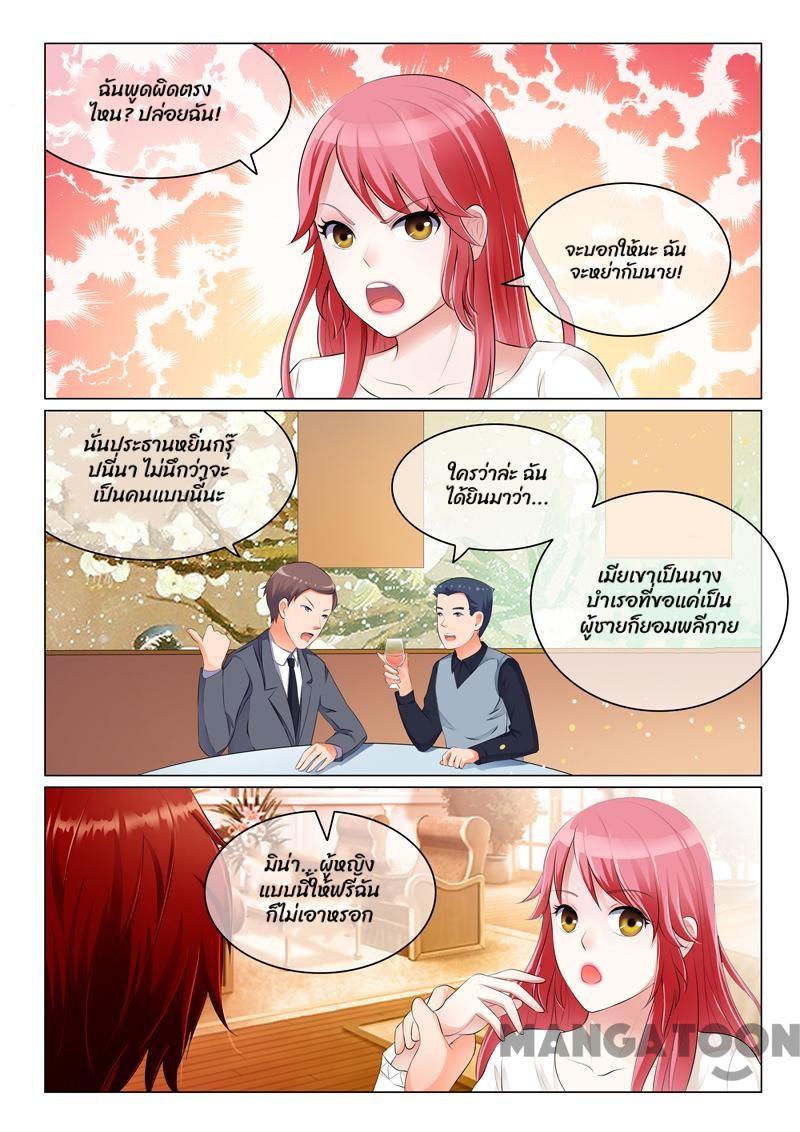 ฉันพูดผิดตรง
ไหน? ปล่อยฉัน!
จะบอกให้นะ ฉัน
จะหย่ากับนาย!
นั่นประธานหยิ่นกรุ๊
ปนี่นา ไม่นึกว่าจะ
เป็นคนแบบนี้นะ
ใครว่าล่ะ ฉัน
ได้ยินมาว่า...
เมียเขาเป็นนาง
บำเรอที่ขอแค่เป็น
ผู้ชายก็ยอมพลีกาย
มิน่า...ผู้หญิง
แบบนี้ให้ฟรีฉัน
ก็ไม่เอาหรอก
MANGATOON